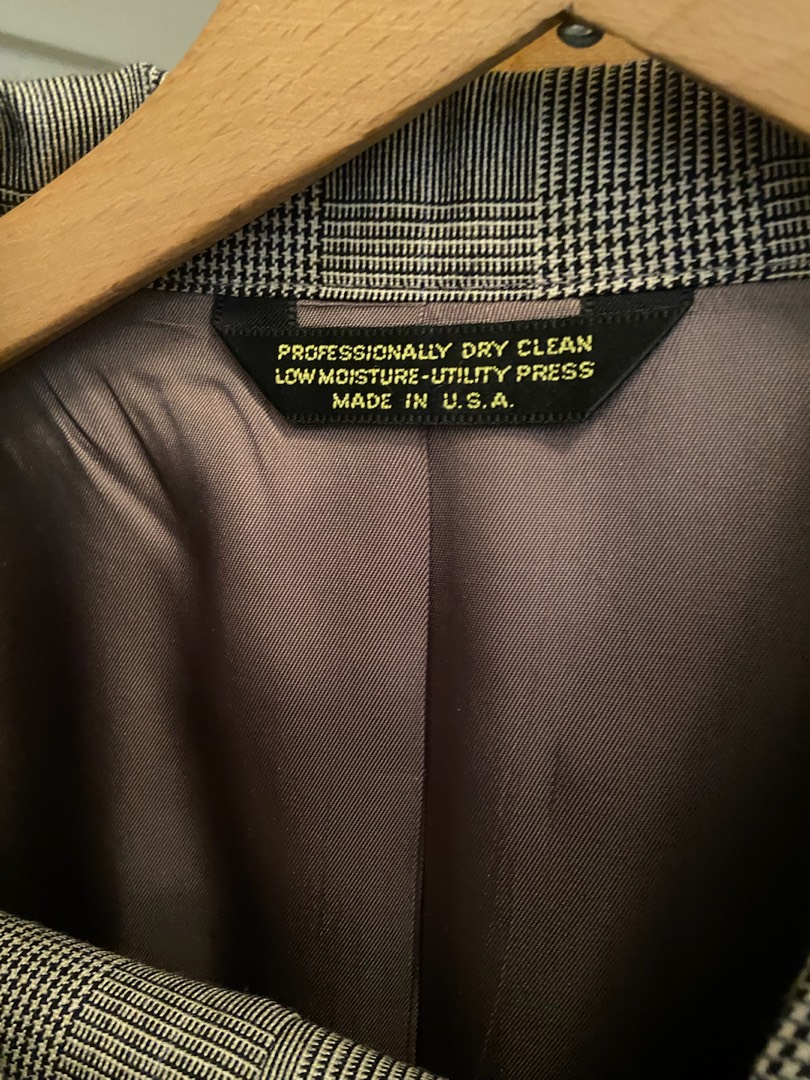 PROFESSIONALLY DRY CLEAN
LOW MOISTURE-UTILITY PRESS
MADE IN U.S.A.